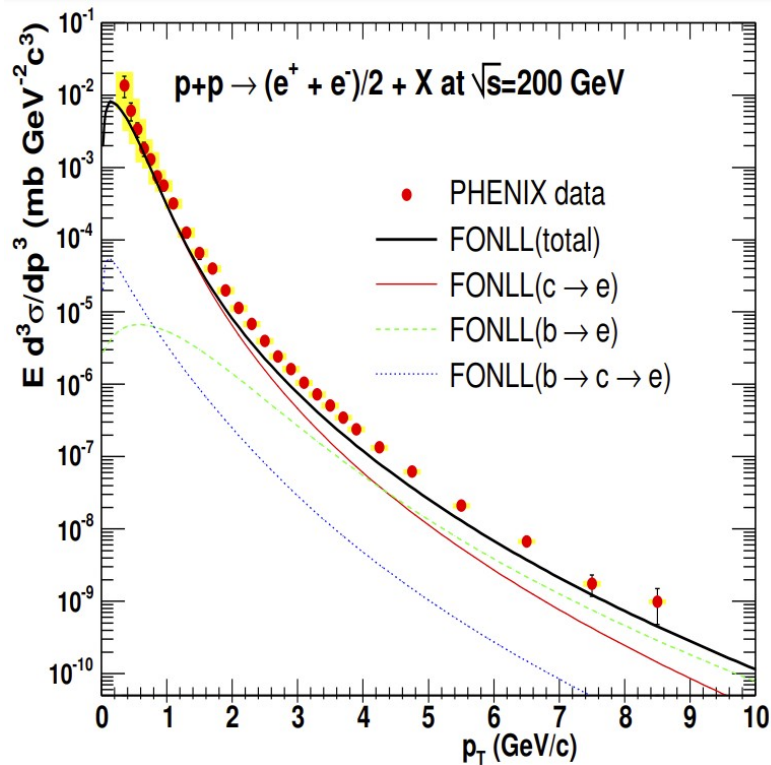 10⁻¹
10⁻²
10⁻³
10⁻⁴
10⁻⁵
10⁻⁶
10⁻⁷
10⁻⁸
10⁻⁹
10⁻¹⁰
E d³σ/dp³ (mb GeV⁻²c³)
p+p → (e⁺ + e⁻)/2 + X at √s=200 GeV
PHENIX data
FONLL(total)
FONLL(c → e)
FONLL(b → e)
FONLL(b → c → e)
0 1 2 3 4 5 6 7 8 9 10
p_T (GeV/c)